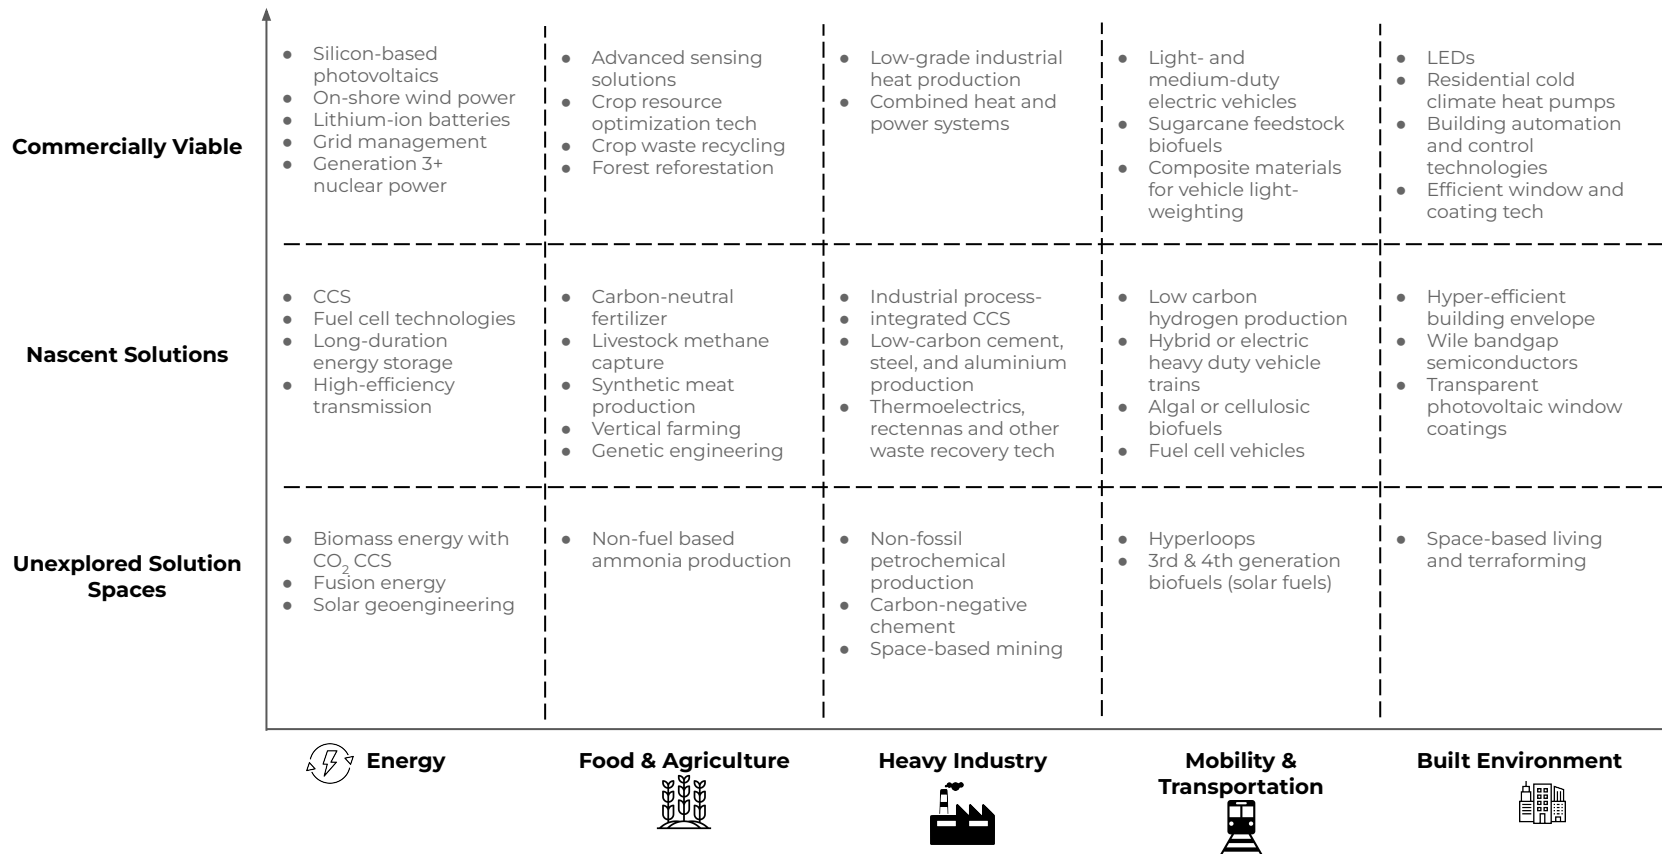 Commercially Viable
● Silicon-based
photovoltaics
● On-shore wind power
● Lithium-ion batteries
● Grid management
● Generation 3+
nuclear power
● Advanced sensing
solutions
● Crop resource
optimization tech
● Crop waste recycling
● Forest reforestation
● Low-grade industrial
heat production
● Combined heat and
power systems
● Light- and
medium-duty
electric vehicles
● Sugarcane feedstock
biofuels
● Composite materials
for vehicle light-
weighting
● LEDs
● Residential cold
climate heat pumps
● Building automation
and control
technologies
● Efficient window and
coating tech
Nascent Solutions
● CCS
● Fuel cell technologies
● Long-duration
energy storage
● High-efficiency
transmission
● Carbon-neutral
fertilizer
● Livestock methane
capture
● Synthetic meat
production
● Vertical farming
● Genetic engineering
● Industrial process-
● integrated CCS
● Low-carbon cement,
steel, and aluminium
production
● Thermoelectrics,
rectennas and other
waste recovery tech
● Low carbon
hydrogen production
● Hybrid or electric
heavy duty vehicle
trains
● Algal or cellulosic
biofuels
● Fuel cell vehicles
● Hyper-efficient
building envelope
● Wile bandgap
semiconductors
● Transparent
photovoltaic window
coatings
Unexplored Solution
Spaces
● Biomass energy with
CO₂ CCS
● Fusion energy
● Solar geoengineering
● Non-fuel based
ammonia production
● Non-fossil
petrochemical
production
● Carbon-negative
chement
● Space-based mining
● Hyperloops
● 3rd & 4th generation
biofuels (solar fuels)
● Space-based living
and terraforming
Energy
Food & Agriculture
Heavy Industry
Mobility &
Transportation
Built Environment